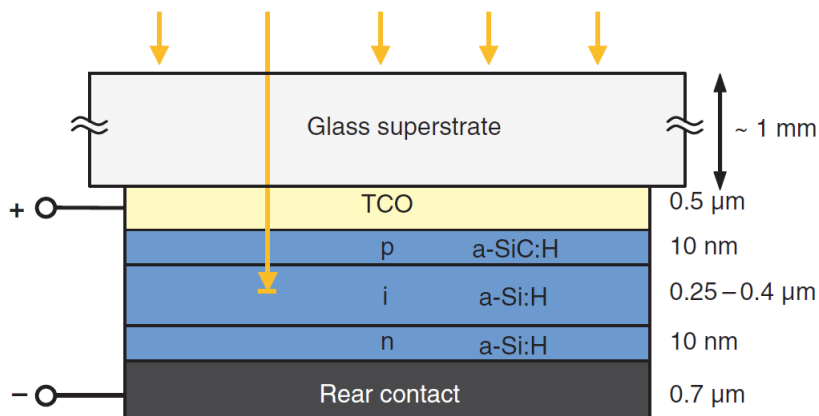 Glass superstrate
~ 1 mm
+
TCO
0.5 µm
p a-SiC:H
10 nm
i a-Si:H
0.25 – 0.4 µm
n a-Si:H
10 nm
–
Rear contact
0.7 µm